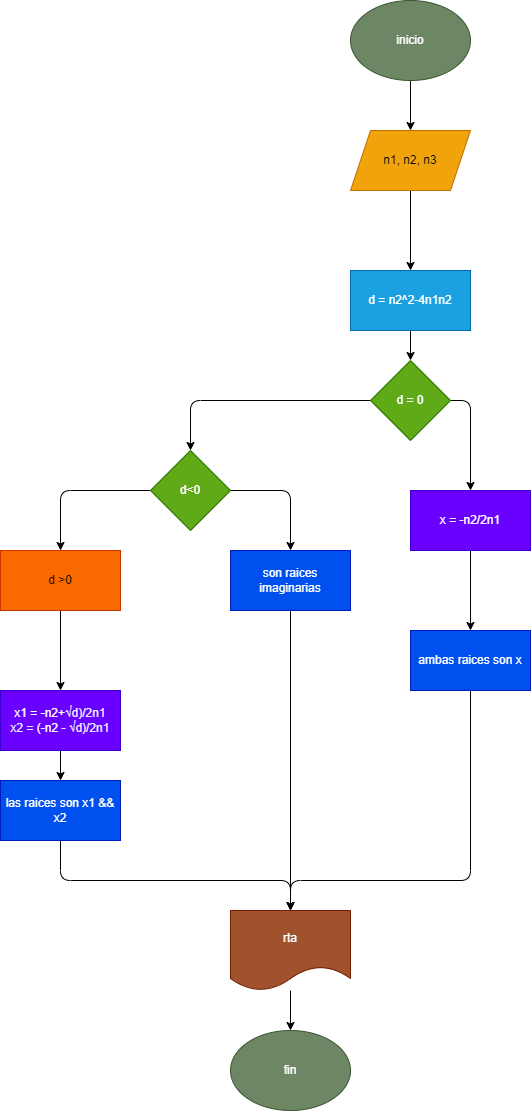 inicio
n1, n2, n3
d = n2^2-4n1n2
d = 0
d<0
x = -n2/2n1
d >0
son raices
imaginarias
ambas raices son x
x1 = -n2+√d)/2n1
x2 = (-n2 - √d)/2n1
las raices son x1 &&
x2
rta
fin